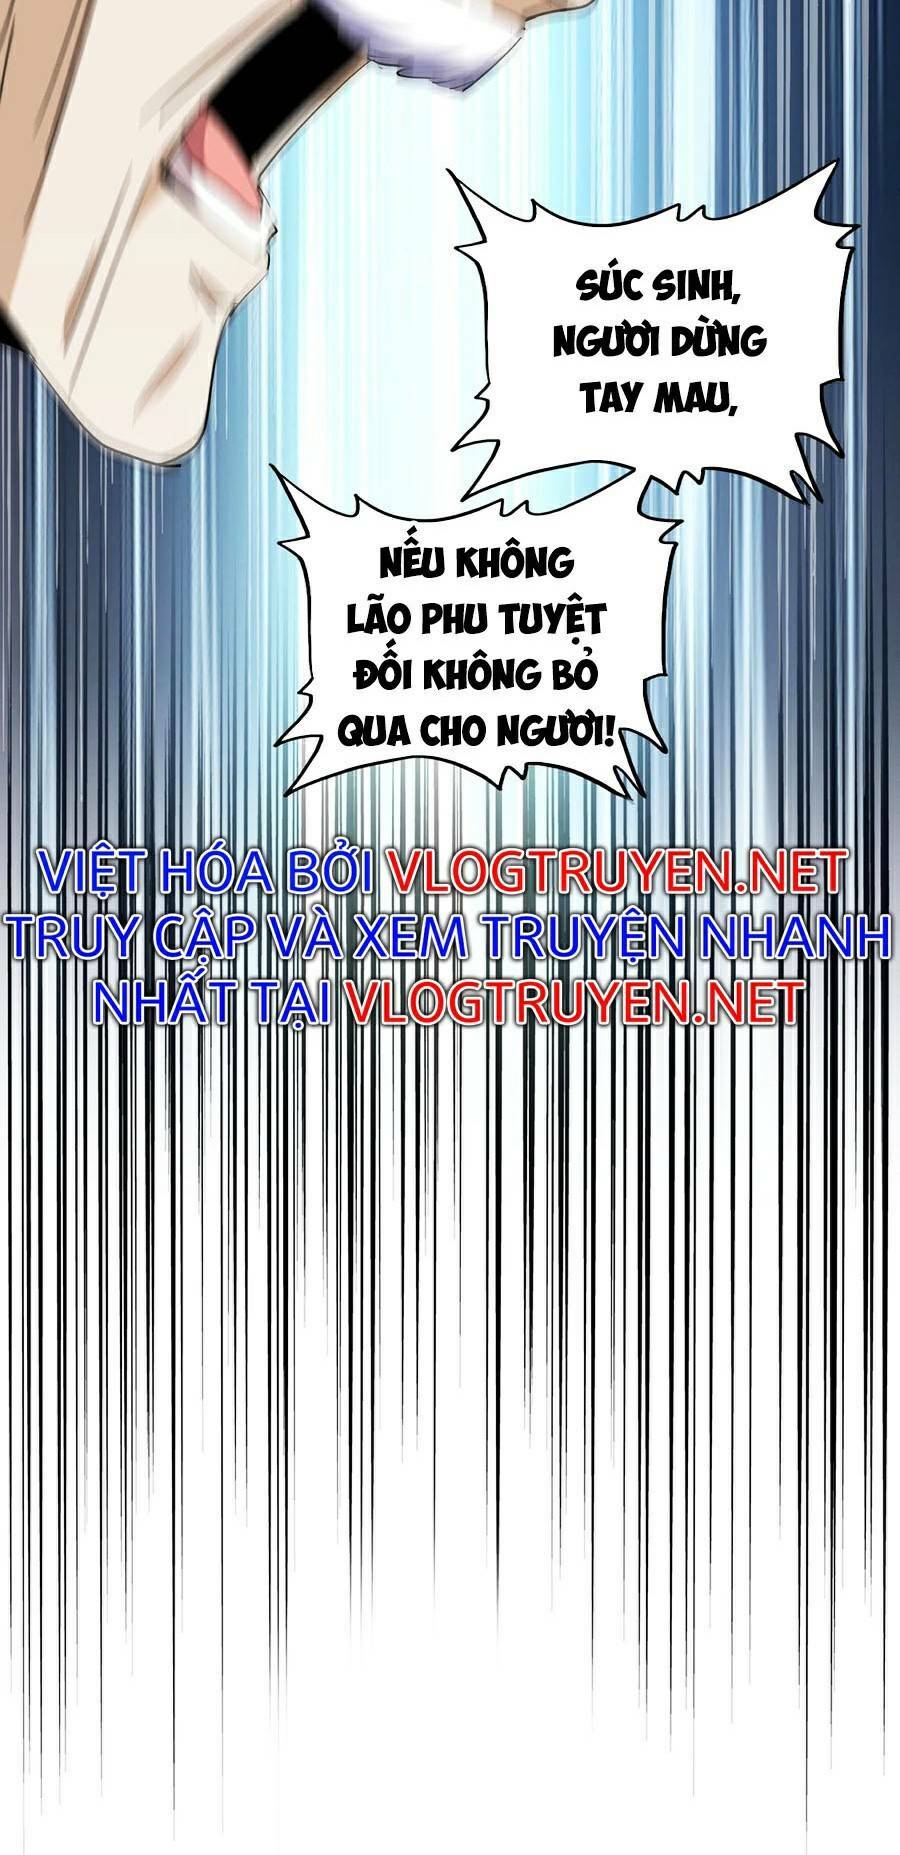 SÚC SINH,
NGƯƠI DỪNG
TAY MAU,
NẾU KHÔNG
LÃO PHU TUYỆT
ĐỐI KHÔNG BỎ
QUA CHO NGƯƠI!
VIỆT HÓA BỞI VLOGTRUYEN.NET
TRUY CẬP VÀ XEM TRUYỆN NHANH
NHẤT TẠI VLOGTRUYEN.NET